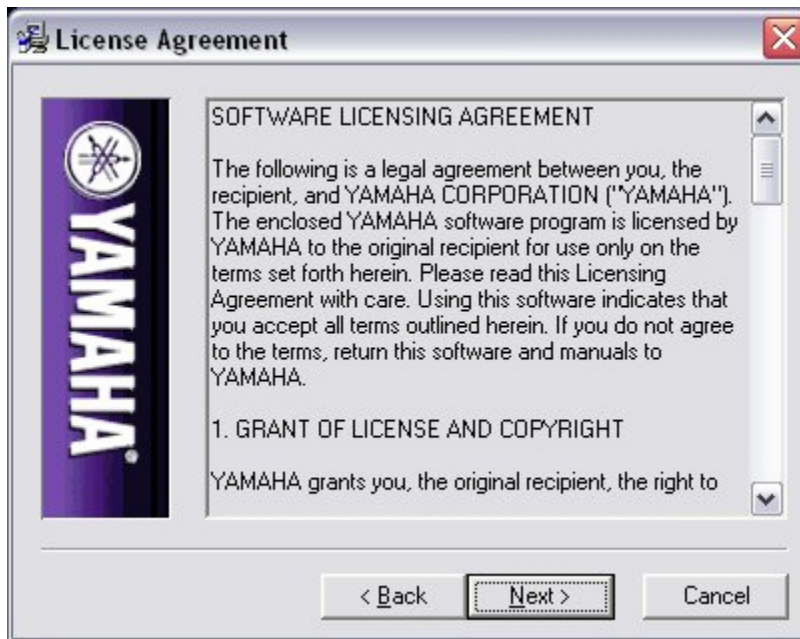 License Agreement
YAMAHA
SOFTWARE LICENSING AGREEMENT
The following is a legal agreement between you, the
recipient, and YAMAHA CORPORATION ("YAMAHA").
The enclosed YAMAHA software program is licensed by
YAMAHA to the original recipient for use only on the
terms set forth herein. Please read this Licensing
Agreement with care. Using this software indicates that
you accept all terms outlined herein. If you do not agree
to the terms, return this software and manuals to
YAMAHA.
1. GRANT OF LICENSE AND COPYRIGHT
YAMAHA grants you, the original recipient, the right to
< Back Next > Cancel